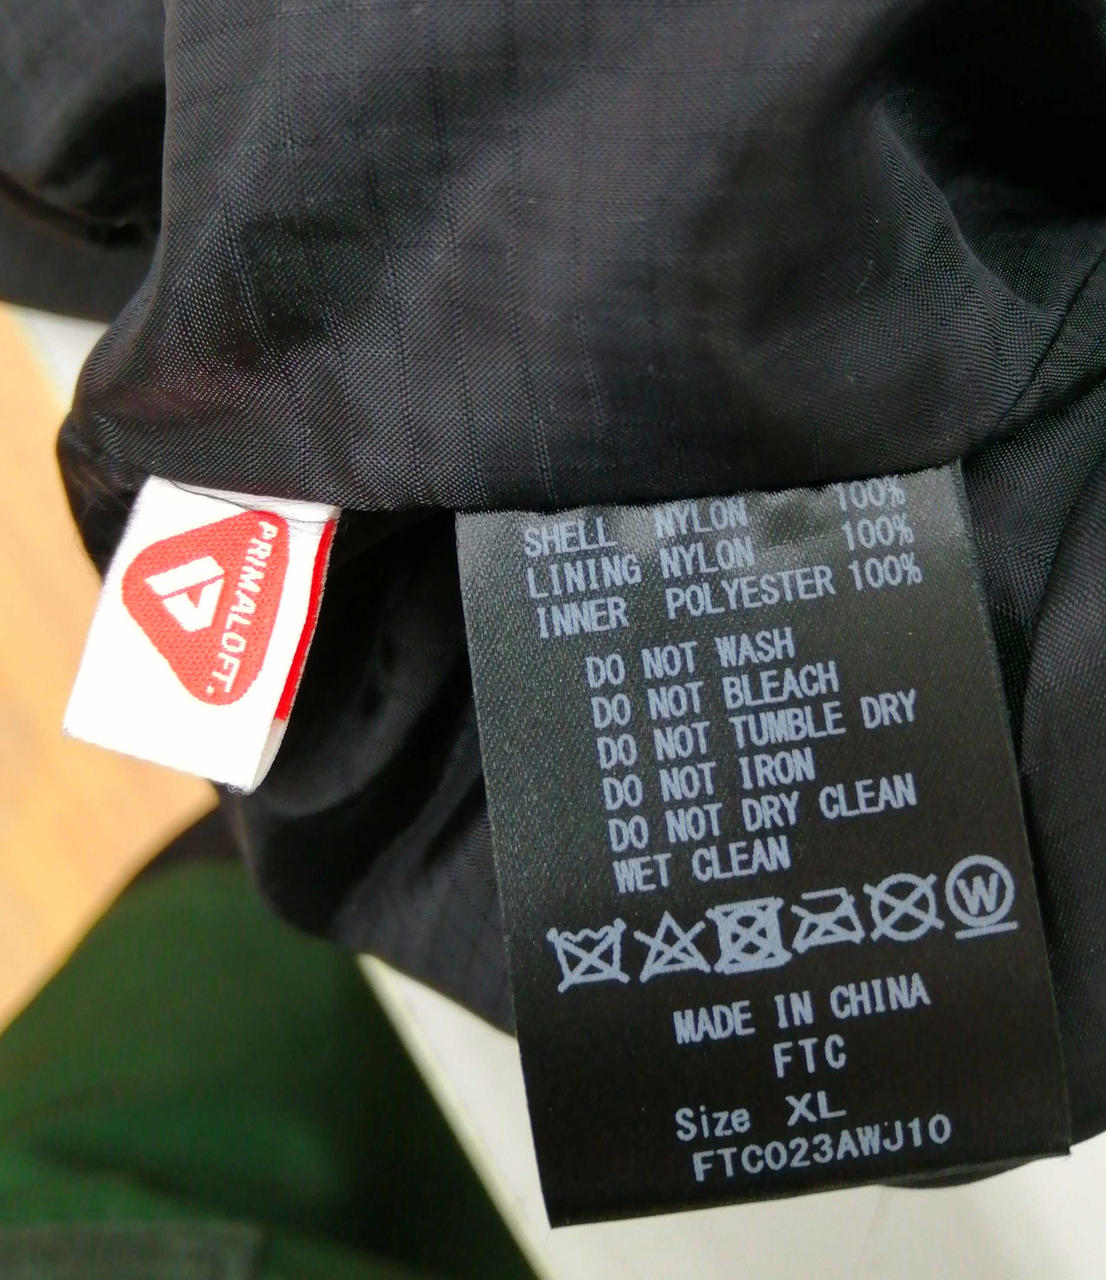 PRIMALOFT.
SHELL NYLON 100%
LINING NYLON 100%
INNER POLYESTER 100%
DO NOT WASH
DO NOT BLEACH
DO NOT TUMBLE DRY
DO NOT IRON
DO NOT DRY CLEAN
WET CLEAN
W
MADE IN CHINA
FTC
Size XL
FTC023AWJ10